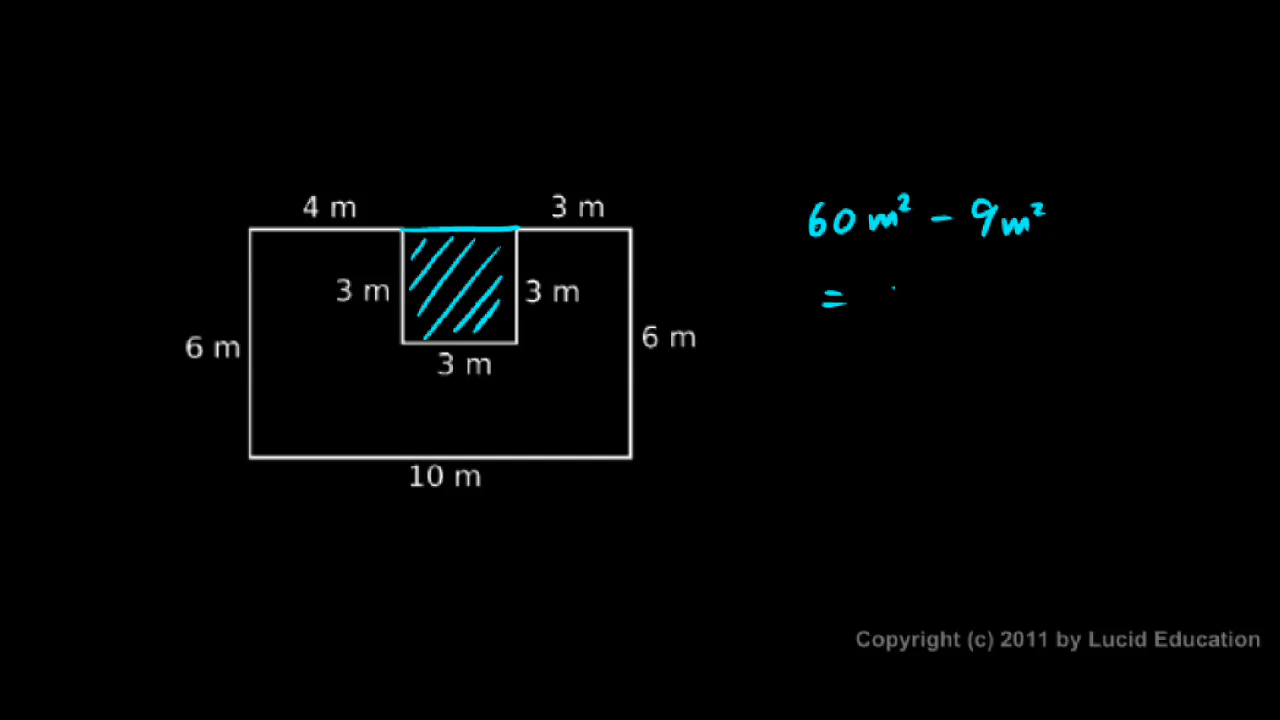 4 m
3 m
60 m² - 9 m²
3 m
3 m
=
6 m
6 m
3 m
10 m
Copyright (c) 2011 by Lucid Education